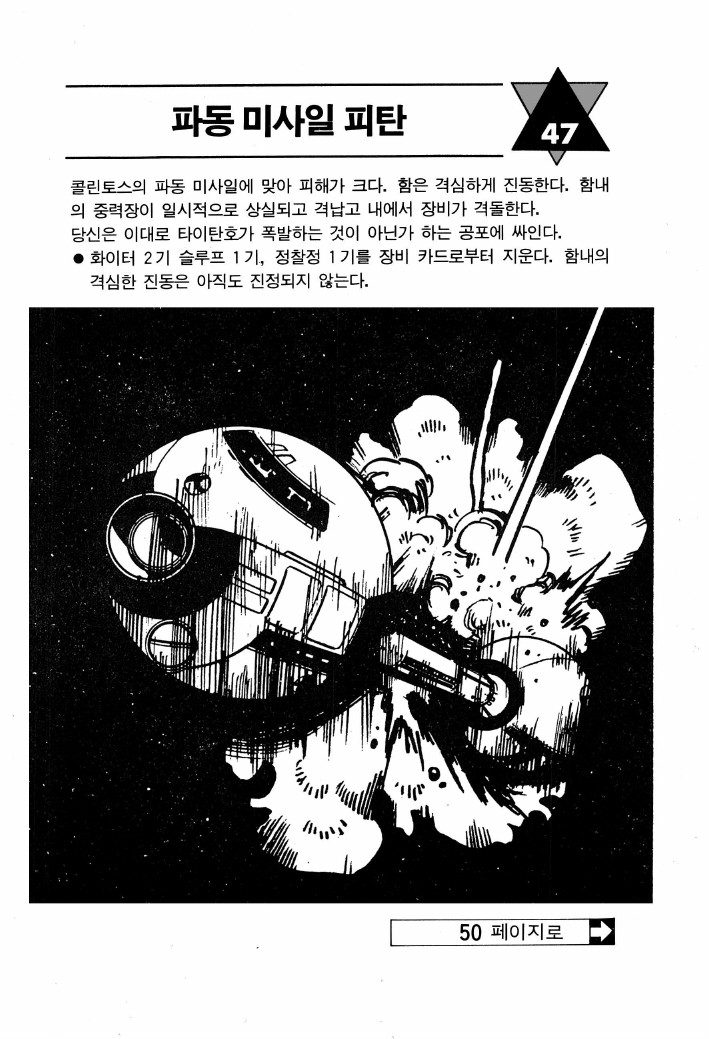 파동 미사일 피탄
47
콜린토스의 파동 미사일에 맞아 피해가 크다. 함은 격심하게 진동한다. 함내
의 중력장이 일시적으로 상실되고 격납고 내에서 장비가 격돌한다.
당신은 이대로 타이탄호가 폭발하는 것이 아닌가 하는 공포에 싸인다.
● 화이터 2기 슬루프 1기, 정찰정 1기를 장비 카드로부터 지운다. 함내의
격심한 진동은 아직도 진정되지 않는다.
50 페이지로